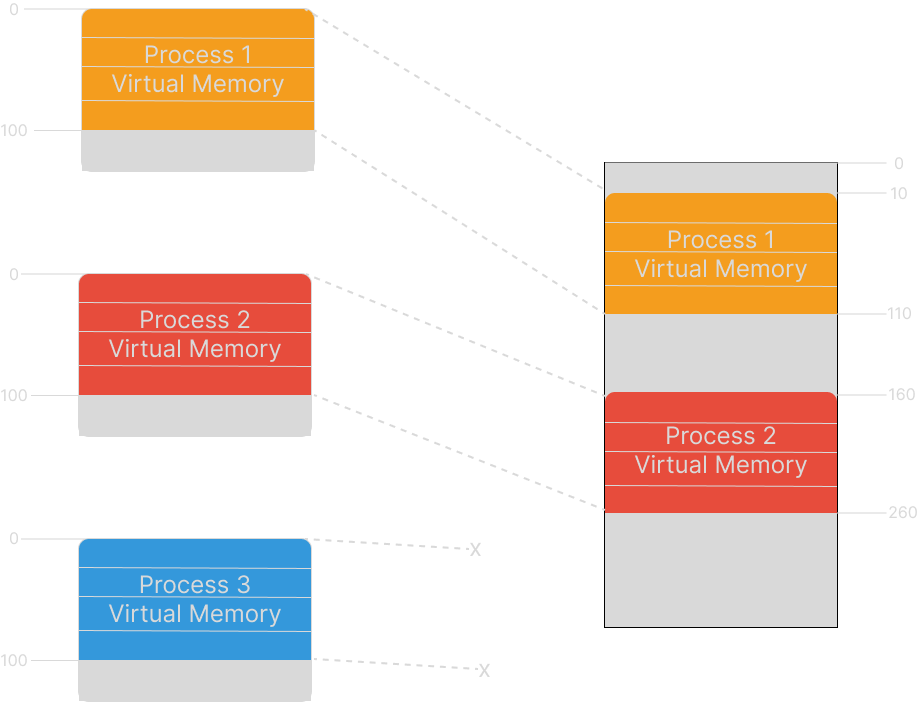 0
Process 1
Virtual Memory
100
0
10
Process 1
Virtual Memory
110
0
Process 2
Virtual Memory
100
160
Process 2
Virtual Memory
260
0
X
Process 3
Virtual Memory
100
X